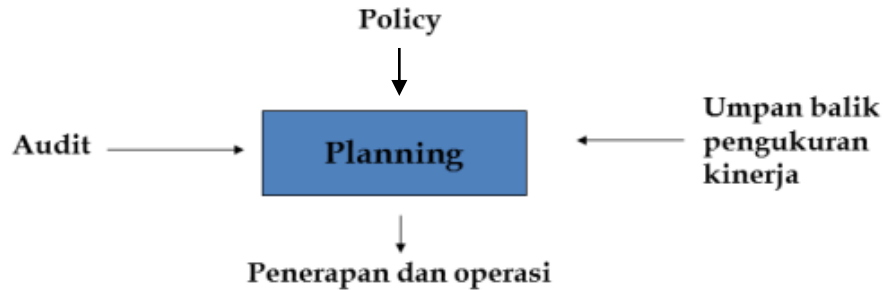 Policy
Audit
Planning
Umpan balik
pengukuran
kinerja
Penerapan dan operasi